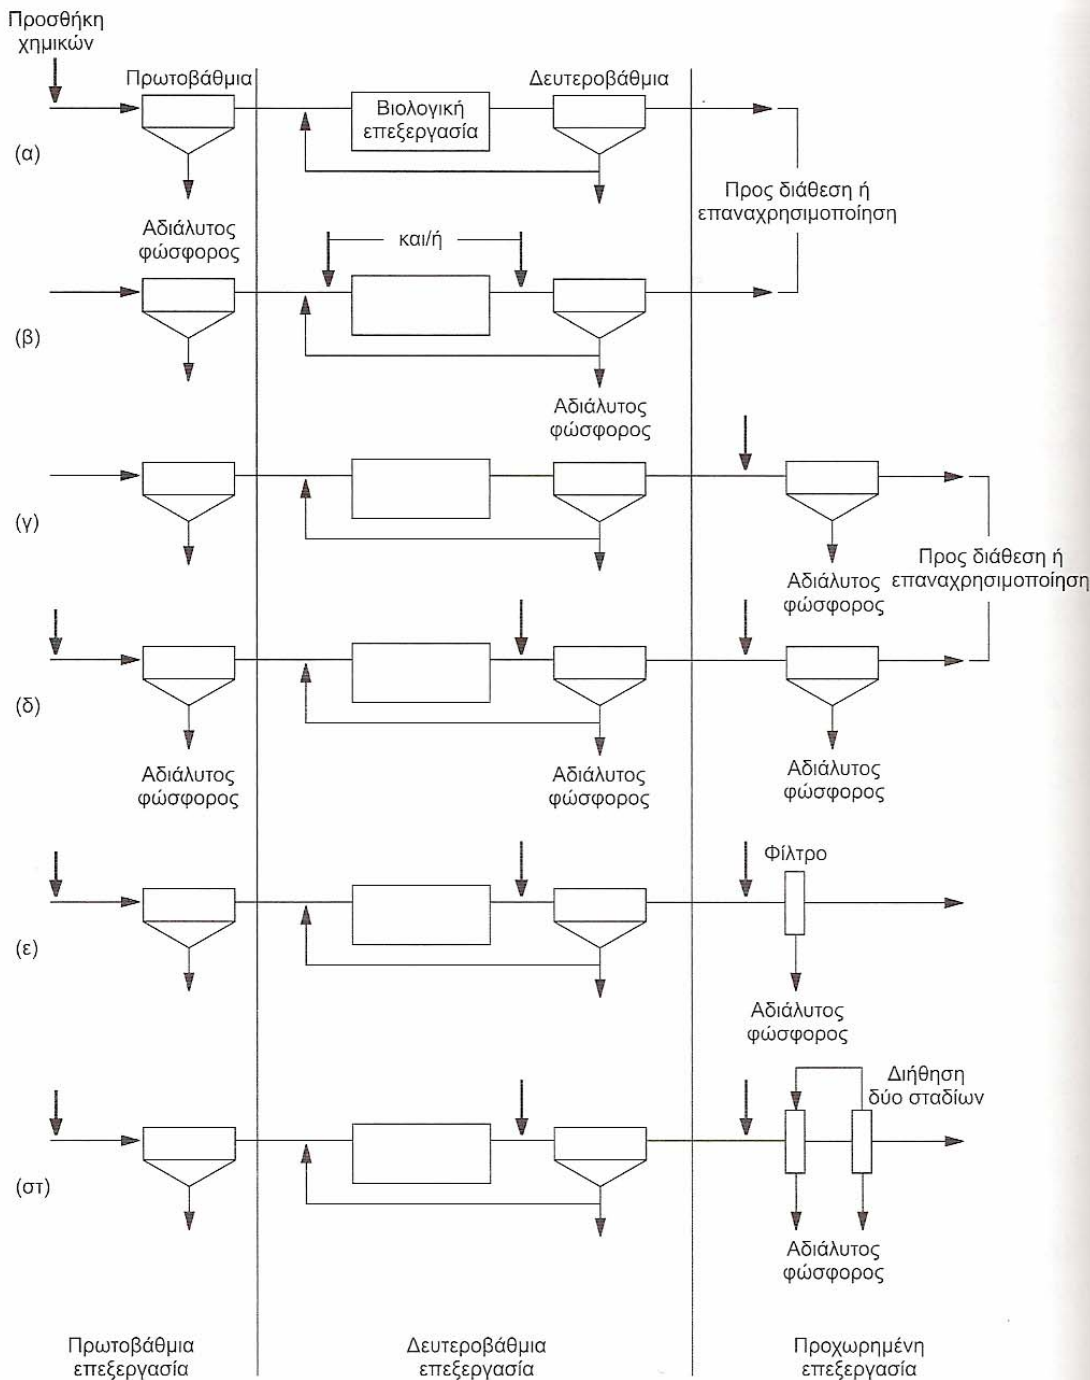 Προσθήκη
χημικών
Πρωτοβάθμια
Δευτεροβάθμια
Βιολογική
επεξεργασία
(α)
Προς διάθεση ή
επαναχρησιμοποίηση
Αδιάλυτος
φώσφορος
και/ή
(β)
Αδιάλυτος
φώσφορος
(γ)
Αδιάλυτος
φώσφορος
Προς διάθεση ή
επαναχρησιμοποίηση
(δ)
Αδιάλυτος
φώσφορος
Αδιάλυτος
φώσφορος
Αδιάλυτος
φώσφορος
Φίλτρο
(ε)
Αδιάλυτος
φώσφορος
Διήθηση
δύο σταδίων
(στ)
Αδιάλυτος
φώσφορος
Πρωτοβάθμια
επεξεργασία
Δευτεροβάθμια
επεξεργασία
Προχωρημένη
επεξεργασία